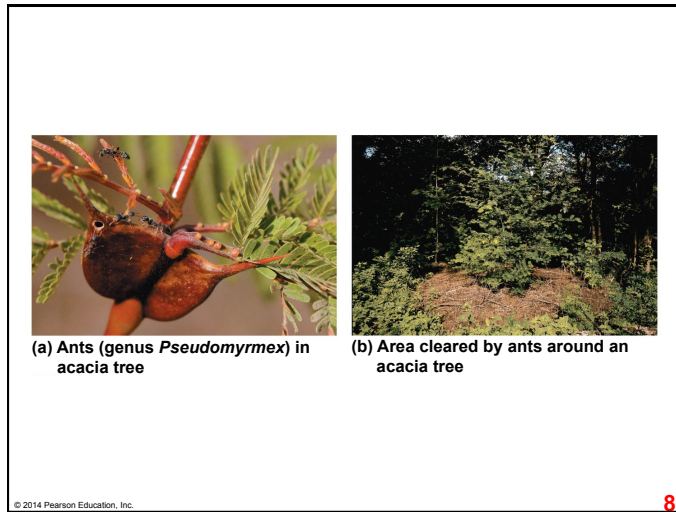 (a) Ants (genus Pseudomyrmex) in
acacia tree
(b) Area cleared by ants around an
acacia tree
© 2014 Pearson Education, Inc.
8